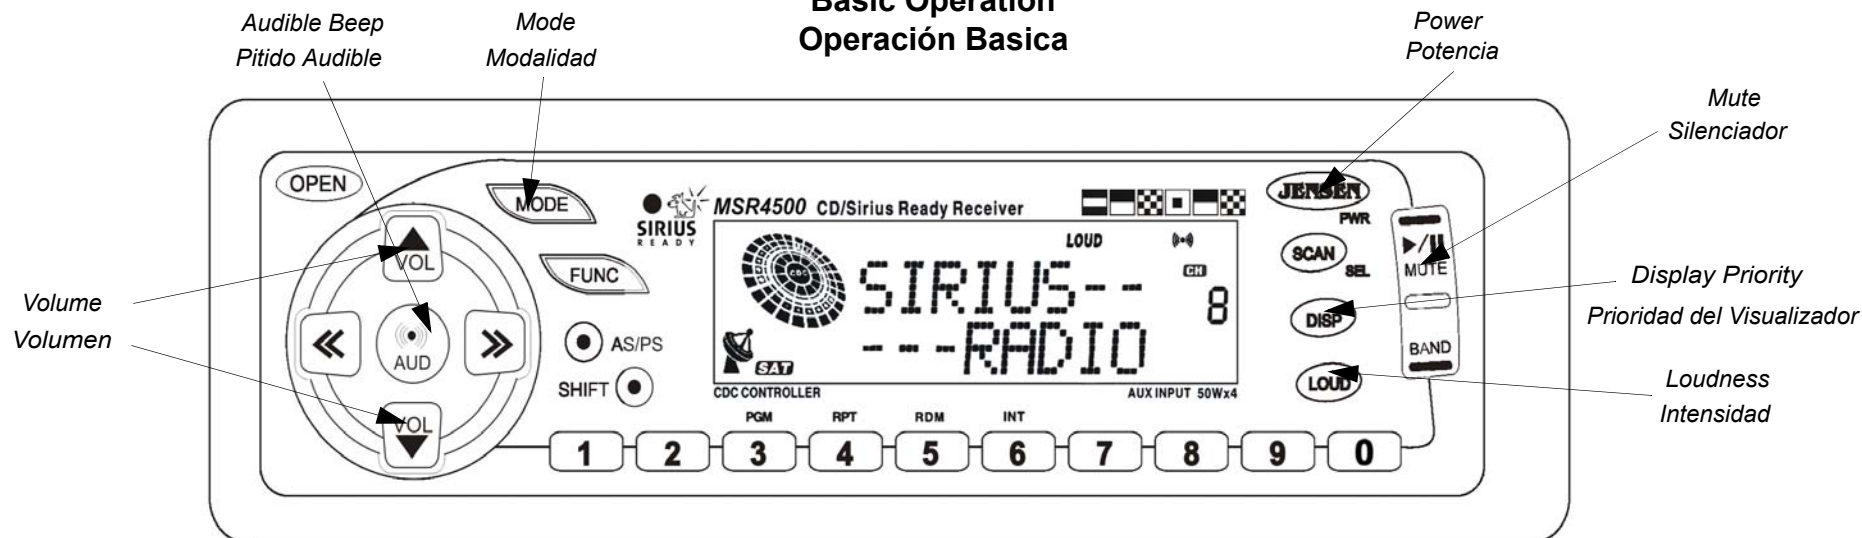 Basic Operation
Operación Basica
Audible Beep
Pitido Audible
Mode
Modalidad
Power
Potencia
Mute
Silenciador
Volume
Volumen
Display Priority
Prioridad del Visualizador
Loudness
Intensidad
OPEN
MODE
FUNC
VOL
AUD
VOL
AS/PS
SHIFT
SIRIUS
READY
MSR4500 CD/Sirius Ready Receiver
LOUD
CDC
SIRIUS--
CH
8
---RADIO
SAT
CDC CONTROLLER
AUX INPUT 50Wx4
JENSEN
PWR
SCAN
SEL
DISP
LOUD
MUTE
BAND
PGM RPT RDM INT
1 2 3 4 5 6 7 8 9 0